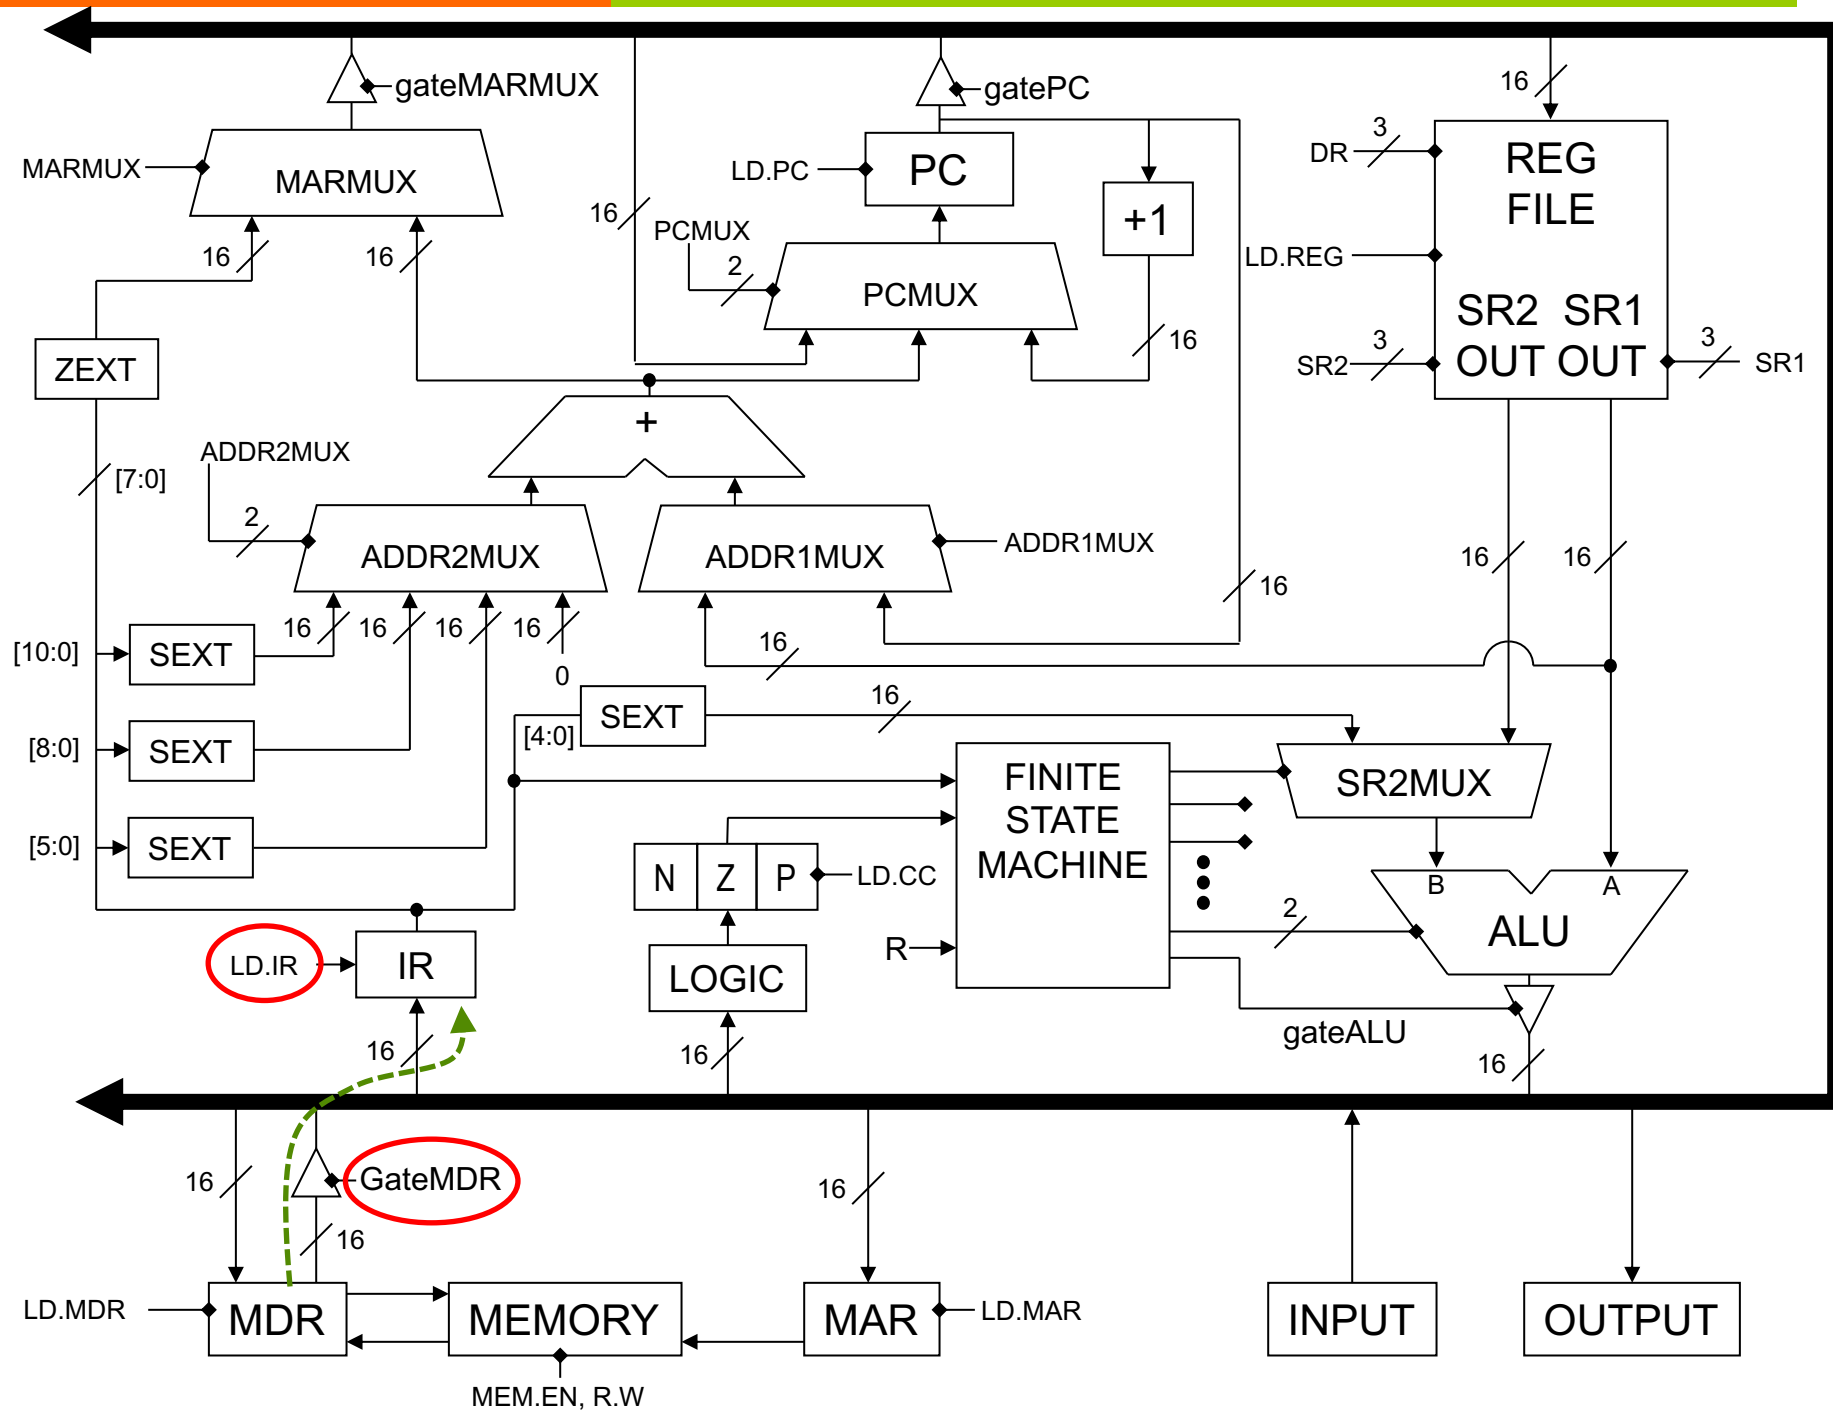 gateMARMUX
gatePC
16
3
DR
REG
FILE
MARMUX
MARMUX
LD.PC
PC
+1
16
PCMUX
2
PCMUX
16
16
LD.REG
16
SR2 SR1
OUT OUT
3
SR2
3
SR1
ZEXT
+
ADDR2MUX
[7:0]
2
ADDR2MUX
ADDR1MUX
ADDR1MUX
16
16
16
16
16
16
16
[10:0]
SEXT
0
16
[8:0]
SEXT
[4:0]
SEXT
16
FINITE
STATE
MACHINE
SR2MUX
[5:0]
SEXT
N Z P
LD.CC
B
A
ALU
2
LD.IR
IR
LOGIC
R
gateALU
16
16
16
16
GateMDR
16
16
LD.MDR
MDR
MEMORY
MAR
LD.MAR
INPUT
OUTPUT
MEM.EN, R.W